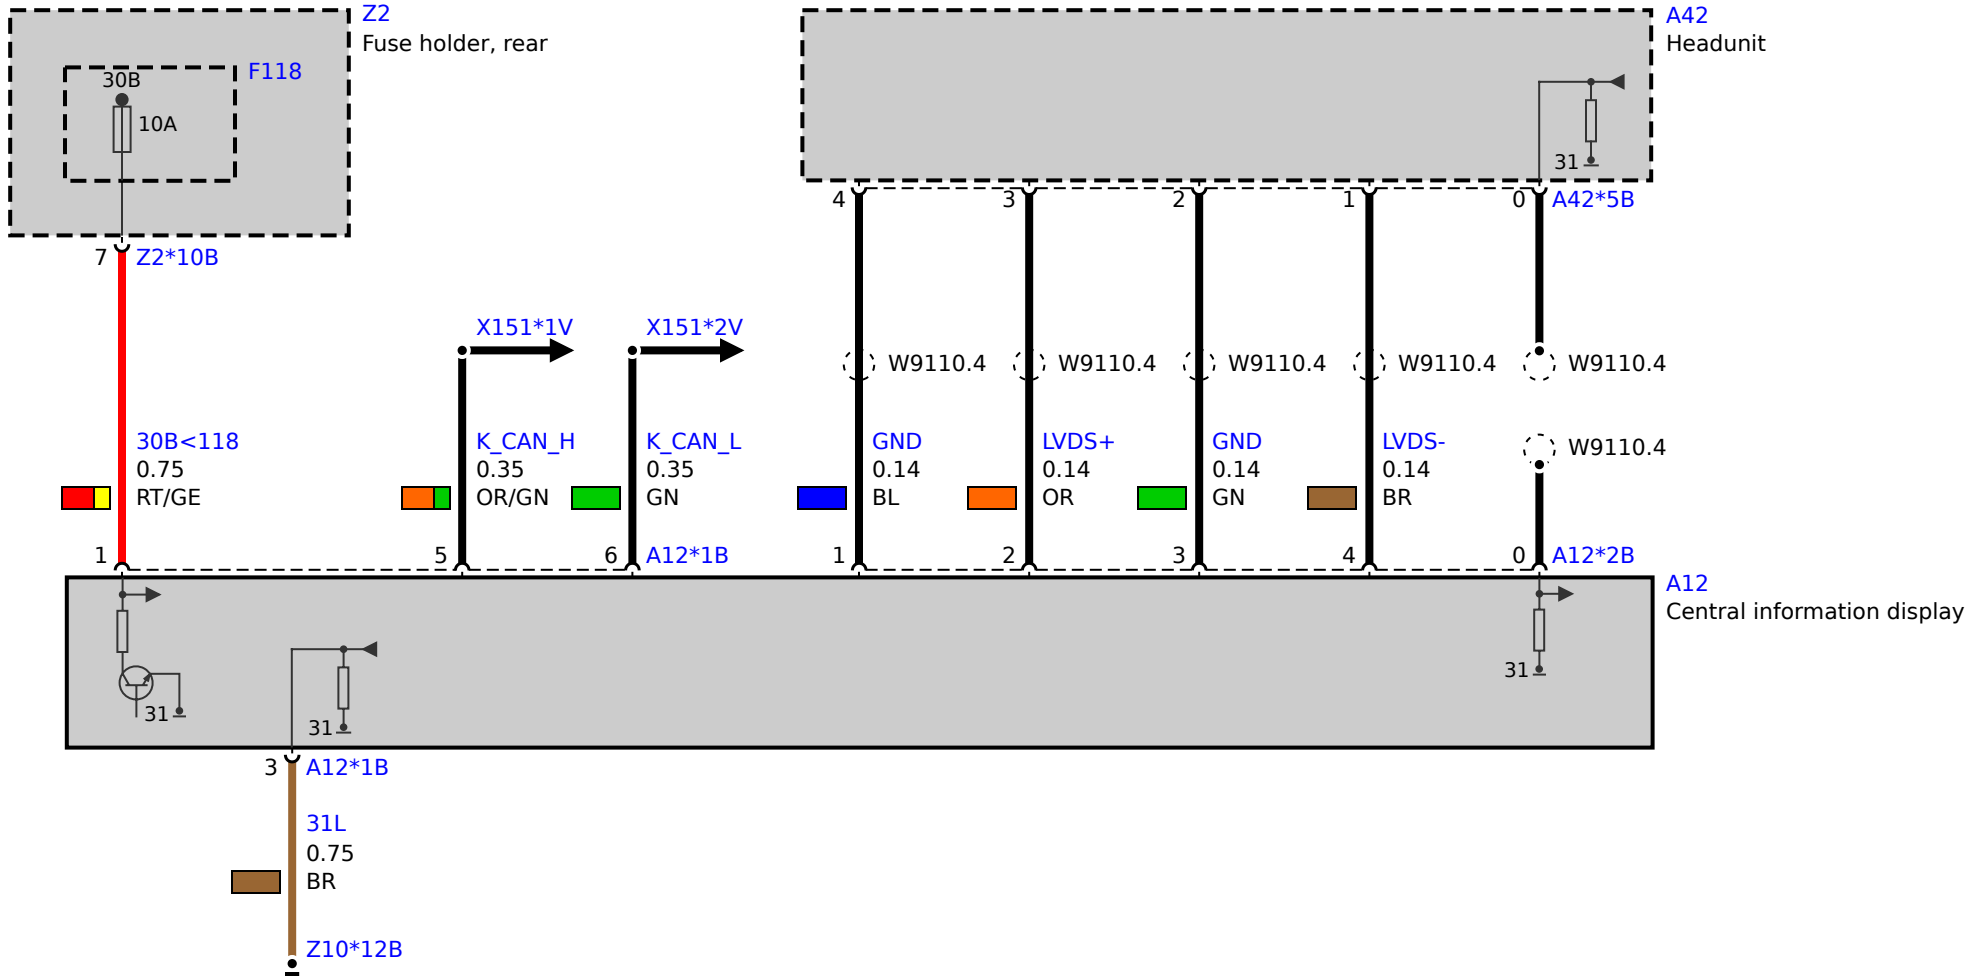 Z2
Fuse holder, rear
A42
Headunit
F118
30B
10A
31
7 Z2*10B
4 3 2 1 0 A42*5B
X151*1V X151*2V
W9110.4 W9110.4 W9110.4 W9110.4 W9110.4
30B<118 K_CAN_H K_CAN_L GND LVDS+ GND LVDS- W9110.4
0.75 0.35 0.35 0.14 0.14 0.14 0.14
RT/GE OR/GN GN BL OR GN BR
1 5 6 A12*1B 1 2 3 4 0 A12*2B
A12
Central information display
31
31
31
3 A12*1B
31L
0.75
BR
Z10*12B